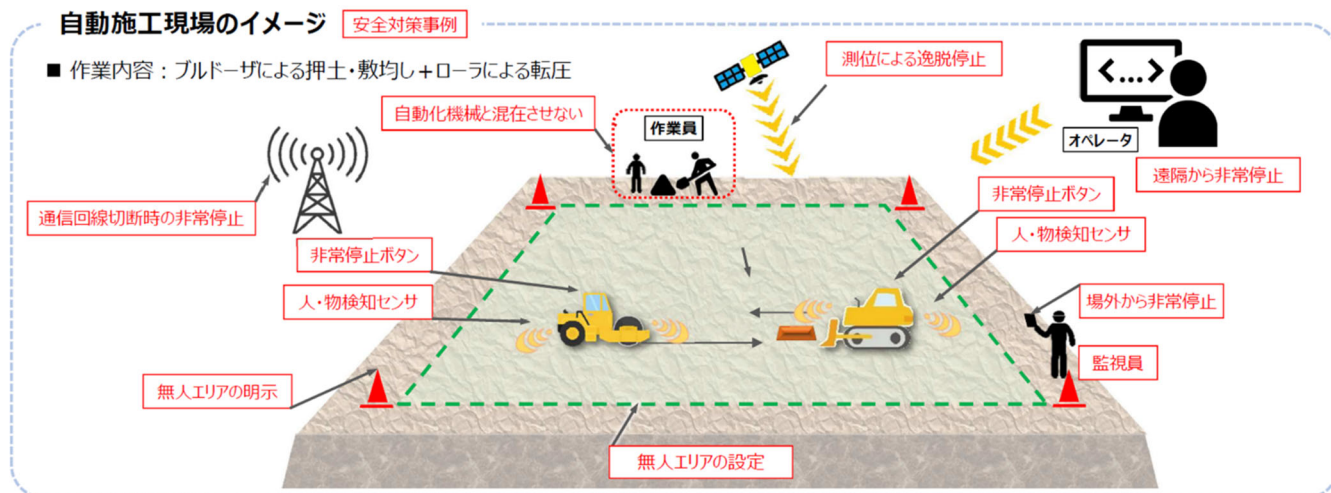 自動施工現場のイメージ
安全対策事例
■ 作業内容：ブルドーザによる押土・敷均し＋ローラによる転圧
測位による逸脱停止
<...>
自動化機械と混在させない
作業員
オペレータ
遠隔から非常停止
非常停止ボタン
通信回線切断時の非常停止
人・物検知センサ
非常停止ボタン
人・物検知センサ
場外から非常停止
監視員
無人エリアの明示
無人エリアの設定